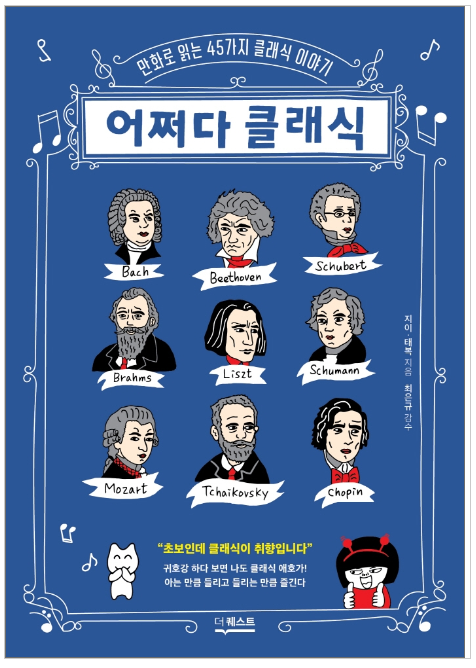 만화로 읽는 45가지 클래식 이야기
어쩌다 클래식
Bach
Beethoven
Schubert
Brahms
Liszt
Schumann
Mozart
Tchaikovsky
Chopin
지이·태복 지음 최은규 감수
“초보인데 클래식이 취향입니다”
귀호강 하다 보면 나도 클래식 애호가!
아는 만큼 들리고 들리는 만큼 즐긴다
더 퀘스트